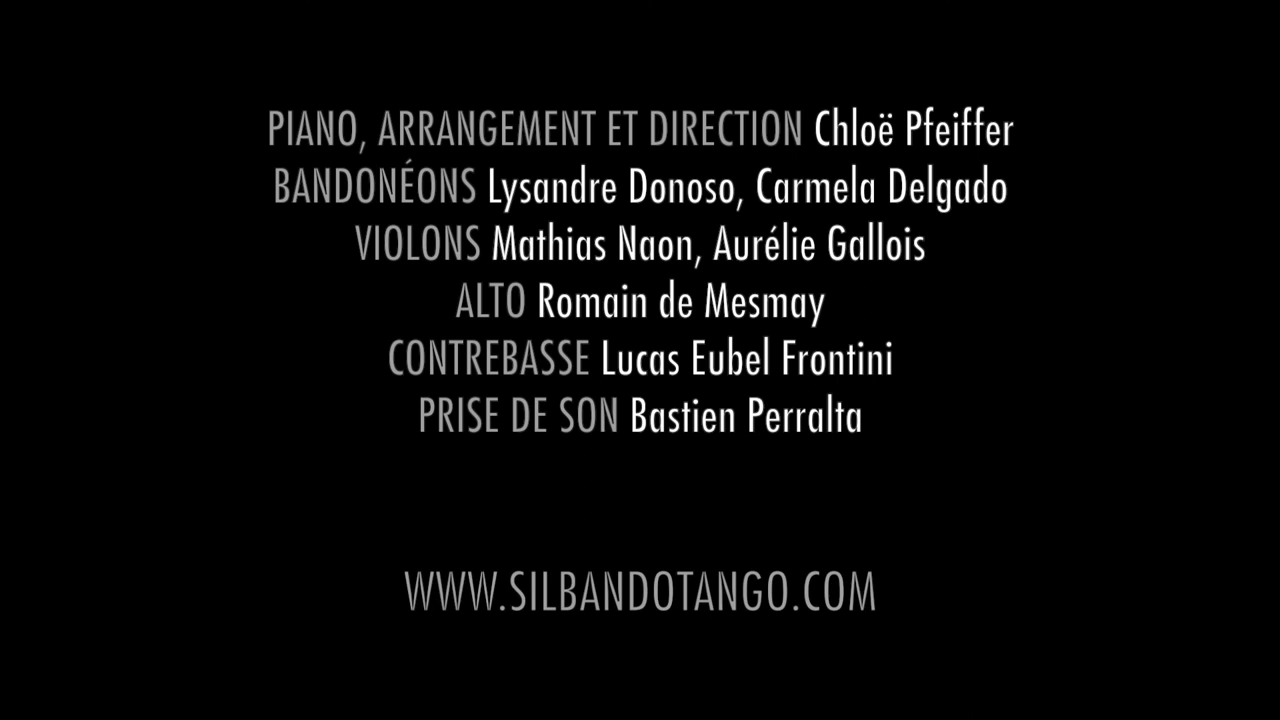 PIANO, ARRANGEMENT ET DIRECTION Chloë Pfeiffer
BANDONÉONS Lysandre Donoso, Carmela Delgado
VIOLONS Mathias Naon, Aurélie Gallois
ALTO Romain de Mesmay
CONTREBASSE Lucas Eubel Frontini
PRISE DE SON Bastien Perralta
WWW.SILBANDOTANGO.COM